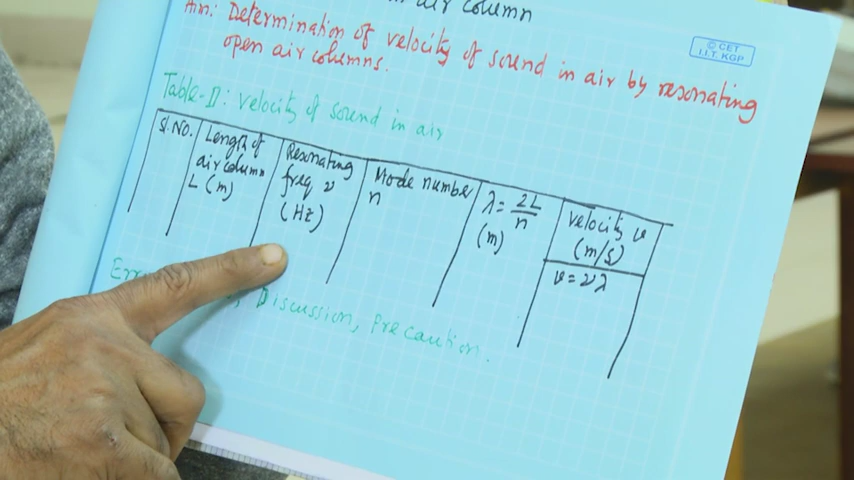 air column
Aim: Determination of velocity of sound in air by resonating
open air columns.
© CET
I.I.T. KGP
Table-II: Velocity of sound in air
Sl.No.
Length of
air column
L (m)
Resonating
freq ν
(Hz)
Mode number
n
λ = 2L/n
(m)
Velocity v
(m/s)
v = νλ
Discussion, Precaution.